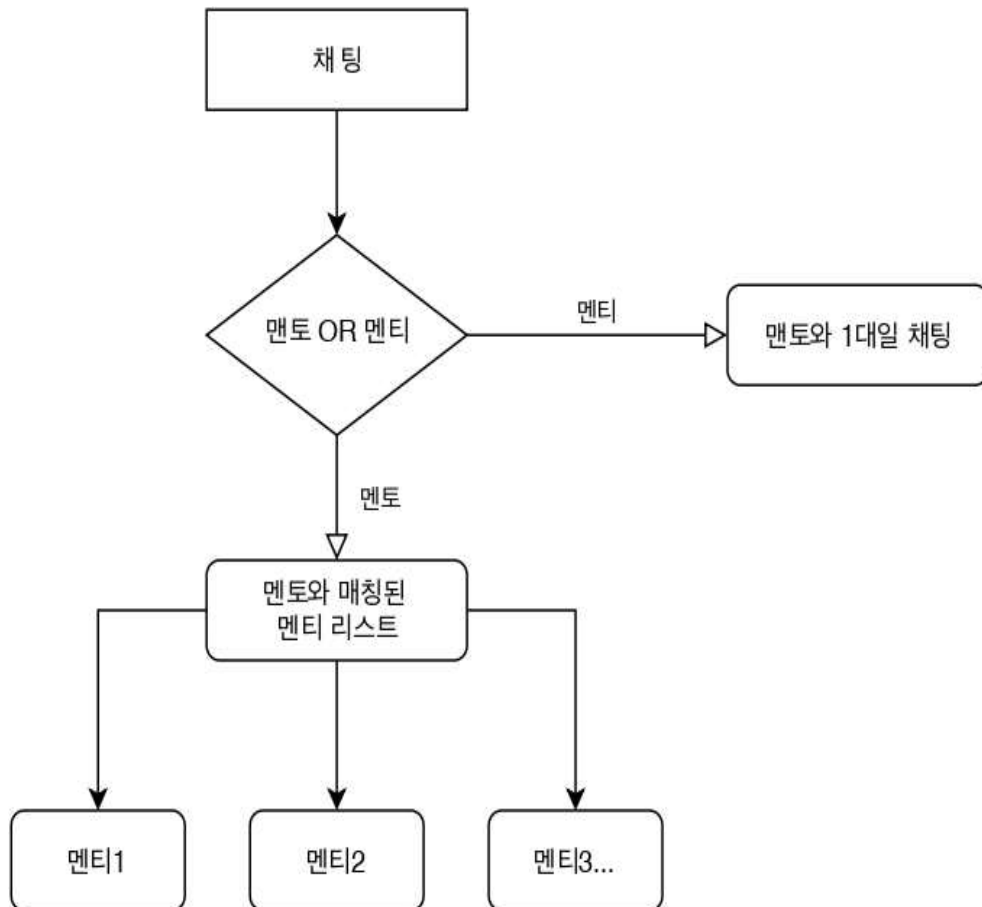 채팅
맨토 OR 멘티
멘티
맨토와 1대일 채팅
멘토
멘토와 매칭된
멘티 리스트
멘티1
멘티2
멘티3...